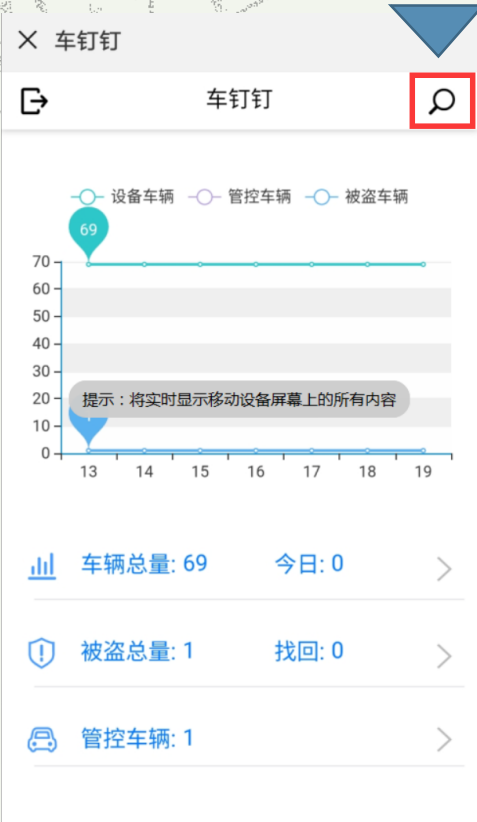 车钉钉
车钉钉
设备车辆 管控车辆 被盗车辆
69
70
60
50
40
30
20
10
0
提示：将实时显示移动设备屏幕上的所有内容
13 14 15 16 17 18 19
车辆总量: 69 今日: 0
被盗总量: 1 找回: 0
管控车辆: 1